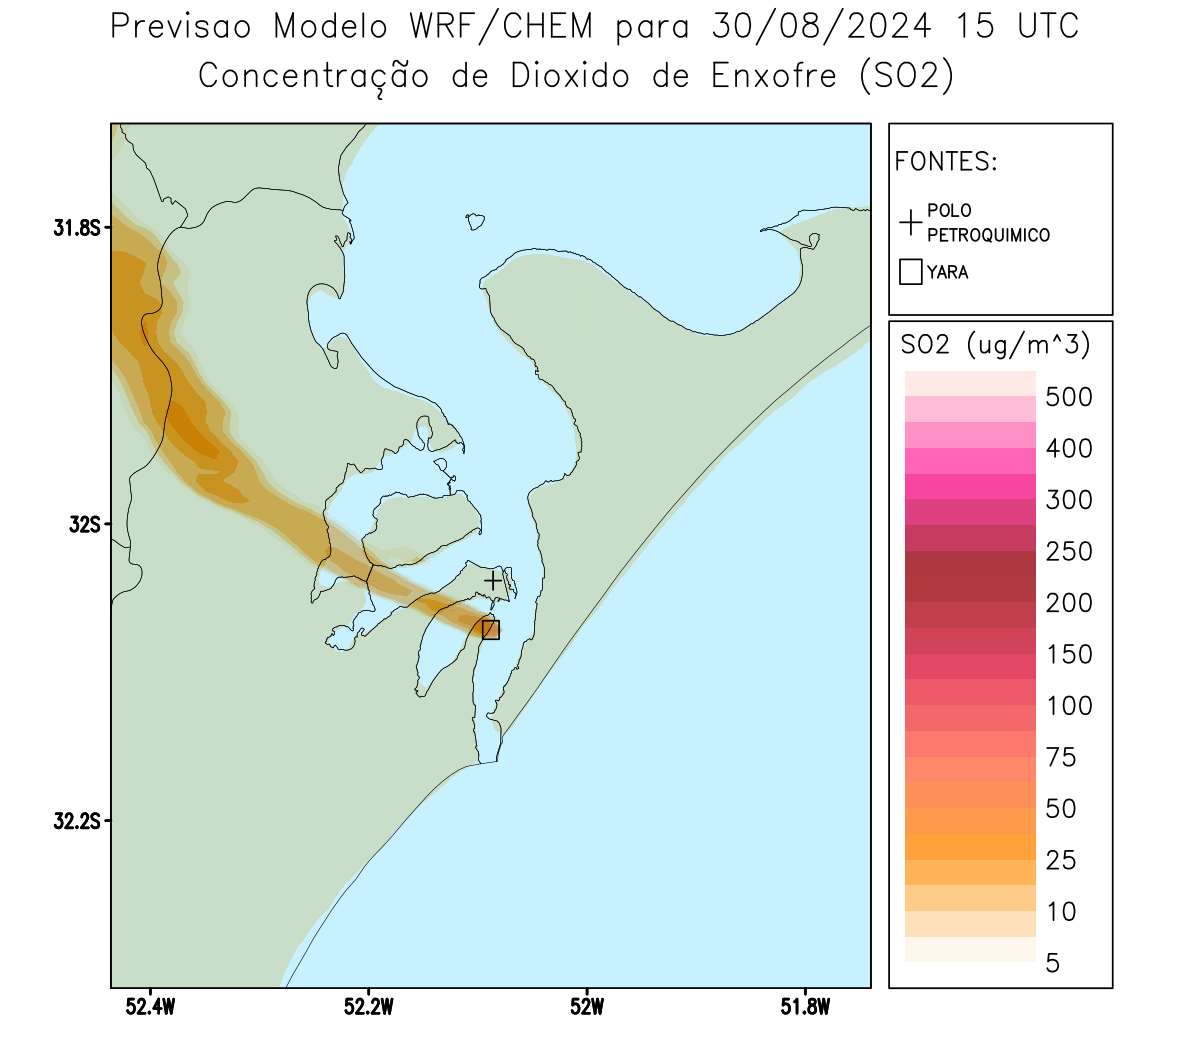 Previsao Modelo WRF/CHEM para 30/08/2024 15 UTC
Concentração de Dioxido de Enxofre (SO2)
FONTES:
POLO
PETROQUIMICO
YARA
SO2 (ug/m^3)
500
400
300
250
200
150
100
75
50
25
10
5
31.8S
32S
32.2S
52.4W
52.2W
52W
51.8W